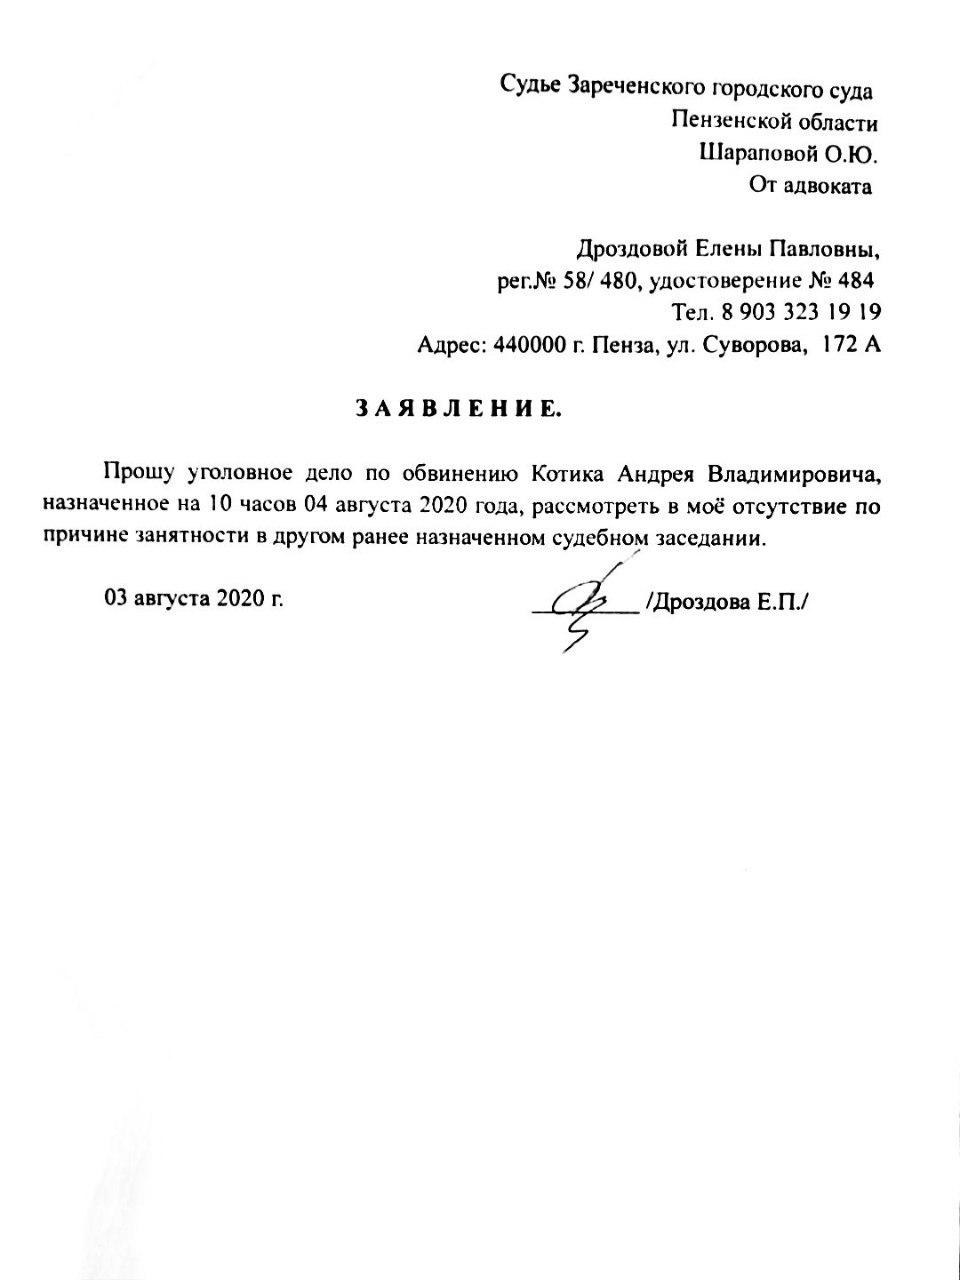 Судье Зареченского городского суда
Пензенской области
Шараповой О.Ю.
От адвоката
Дроздовой Елены Павловны,
рег.№ 58/ 480, удостоверение № 484
Тел. 8 903 323 19 19
Адрес: 440000 г. Пенза, ул. Суворова, 172 А
З А Я В Л Е Н И Е.
Прошу уголовное дело по обвинению Котика Андрея Владимировича,
назначенное на 10 часов 04 августа 2020 года, рассмотреть в моё отсутствие по
причине занятности в другом ранее назначенном судебном заседании.
03 августа 2020 г. /Дроздова Е.П./